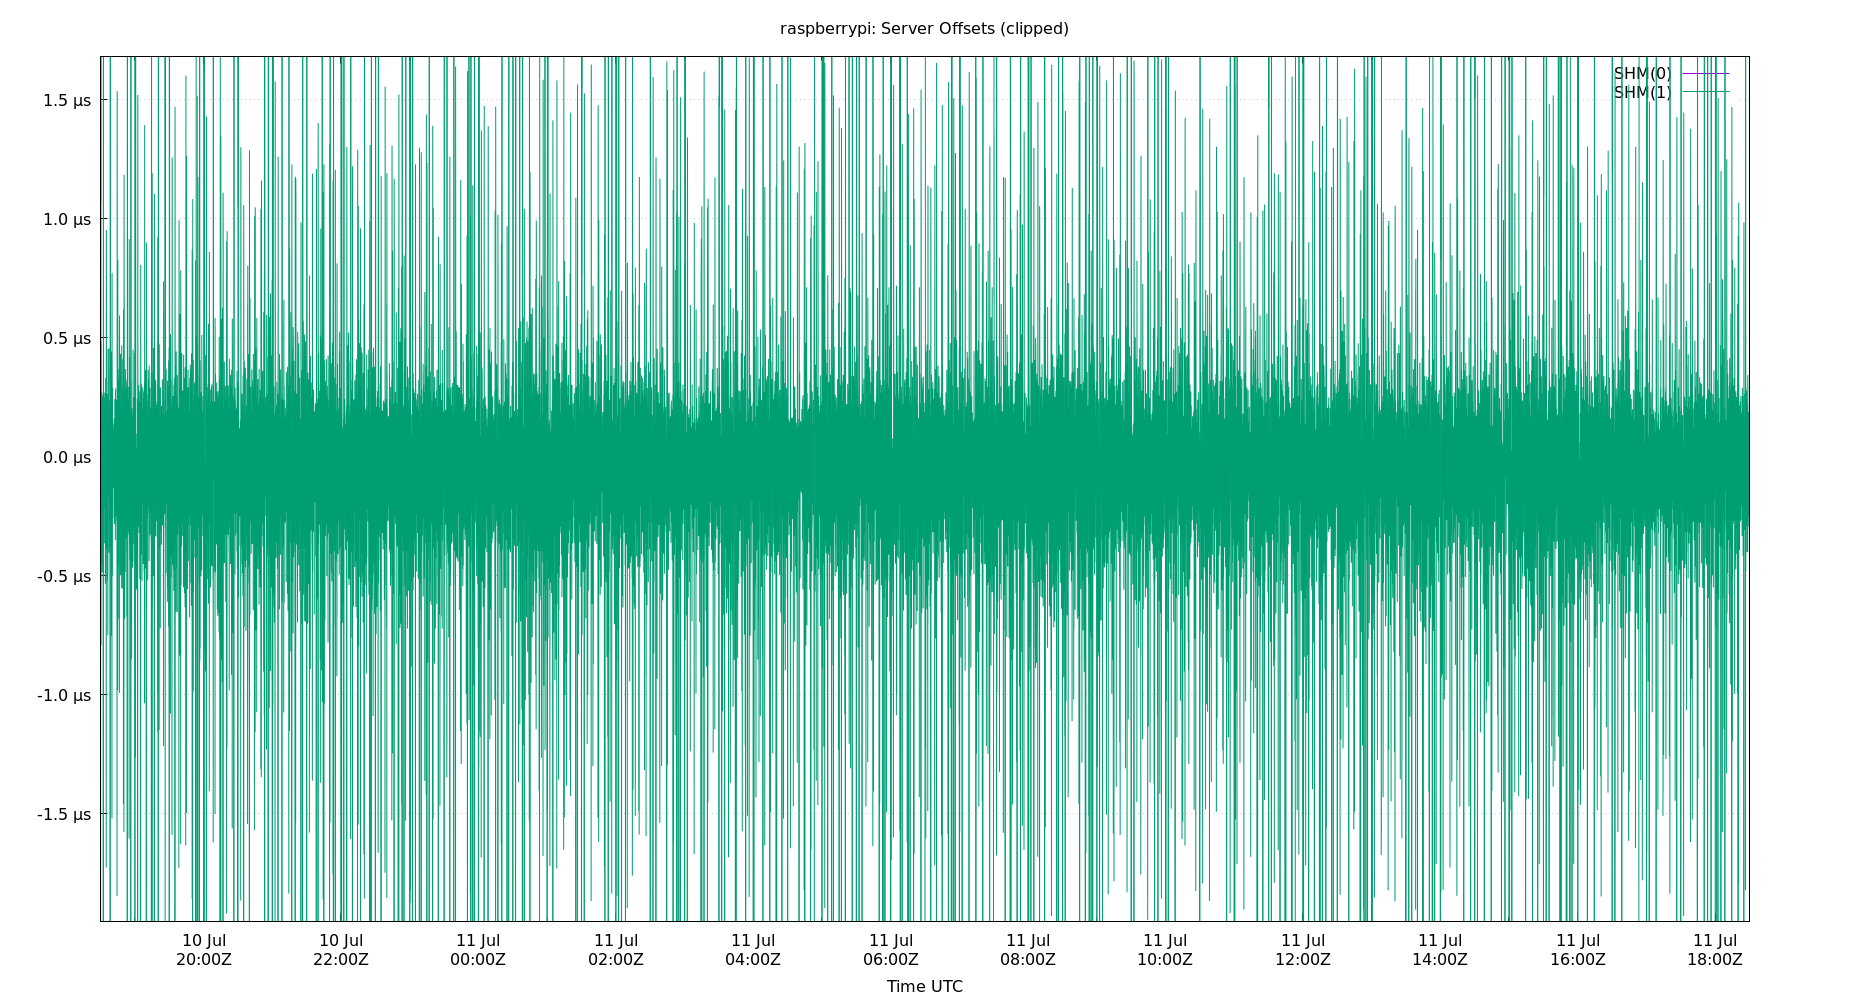 raspberrypi: Server Offsets (clipped)
SHM(0)
SHM(1)
1.5 µs
1.0 µs
0.5 µs
0.0 µs
-0.5 µs
-1.0 µs
-1.5 µs
10 Jul 10 Jul 11 Jul 11 Jul 11 Jul 11 Jul 11 Jul 11 Jul 11 Jul 11 Jul 11 Jul 11 Jul
20:00Z 22:00Z 00:00Z 02:00Z 04:00Z 06:00Z 08:00Z 10:00Z 12:00Z 14:00Z 16:00Z 18:00Z
Time UTC